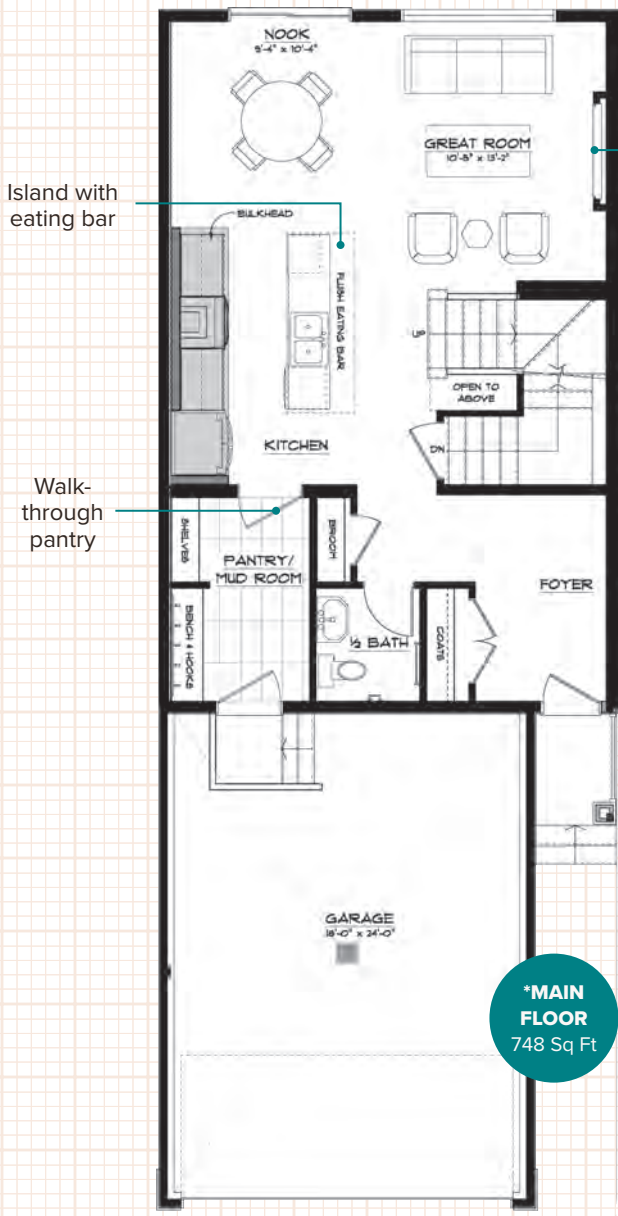 NOOK
9'-4" x 10'-4"
GREAT ROOM
10'-8" x 13'-2"
Island with
eating bar
BULKHEAD
FLUSH EATING BAR
UP
OPEN TO
ABOVE
DN
KITCHEN
Walk-
through
pantry
SHELVES
PANTRY/
MUD ROOM
BROOM
FOYER
BENCH & HOOKS
½ BATH
COATS
GARAGE
18'-0" x 24'-0"
*MAIN
FLOOR
748 Sq Ft